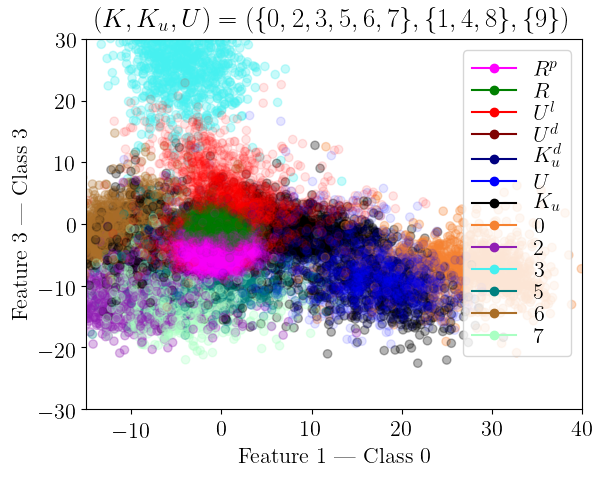 (K, K_u, U) = ({0, 2, 3, 5, 6, 7}, {1, 4, 8}, {9})
30
20
10
0
−10
−20
−30
Feature 3 — Class 3
R^p
R
U^l
U^d
K_u^d
U
K_u
0
2
3
5
6
7
−10 0 10 20 30 40
Feature 1 — Class 0